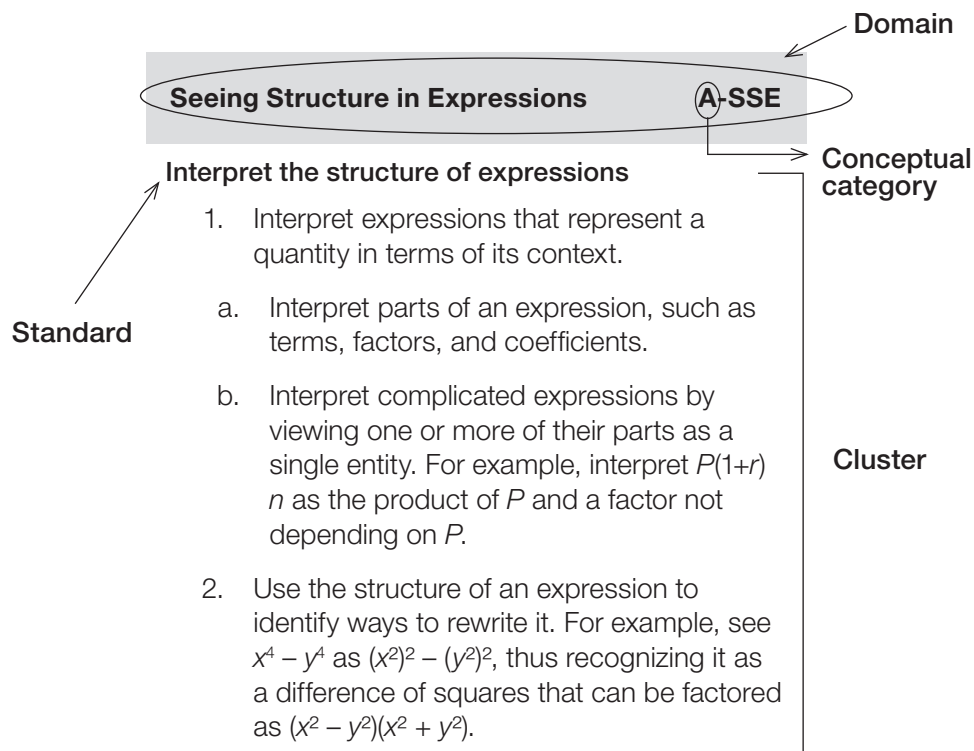 Domain
Seeing Structure in Expressions A-SSE
Conceptual
category
Interpret the structure of expressions
1. Interpret expressions that represent a
quantity in terms of its context.
a. Interpret parts of an expression, such as
terms, factors, and coefficients.
Standard
b. Interpret complicated expressions by
viewing one or more of their parts as a
single entity. For example, interpret P(1+r)
n as the product of P and a factor not
depending on P.
Cluster
2. Use the structure of an expression to
identify ways to rewrite it. For example, see
x⁴ – y⁴ as (x²)² – (y²)², thus recognizing it as
a difference of squares that can be factored
as (x² – y²)(x² + y²).